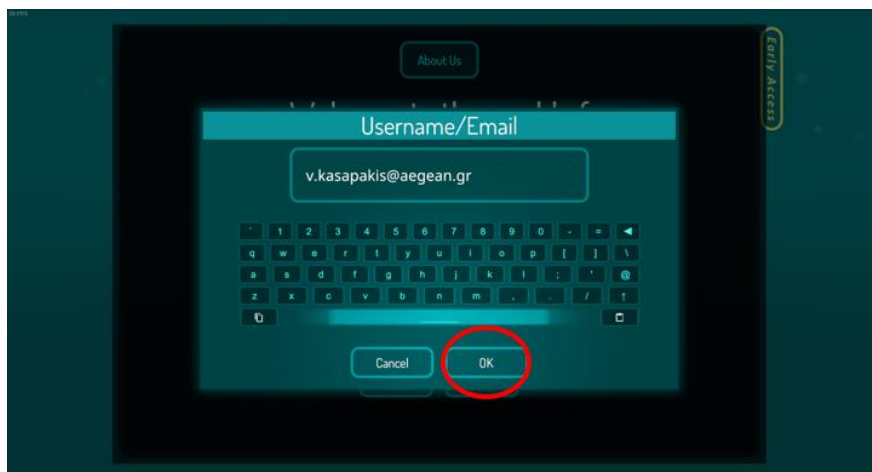 About Us
Early Access
Username/Email
v.kasapakis@aegean.gr
` 1 2 3 4 5 6 7 8 9 0 - =
q w e r t y u i o p [ ] \
a s d f g h j k l ; ' @
z x c v b n m , . / ↑
Cancel OK